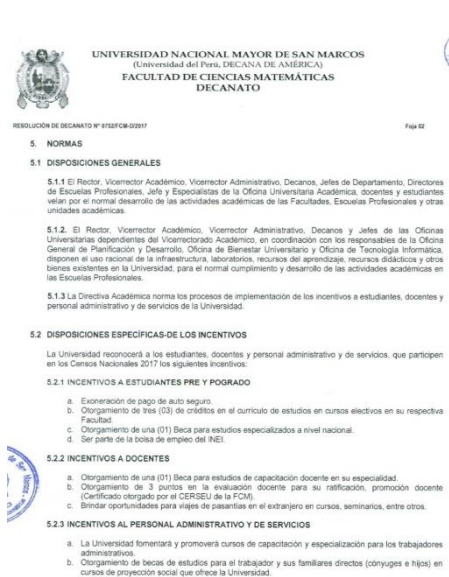 UNIVERSIDAD NACIONAL MAYOR DE SAN MARCOS
(Universidad del Perú, DECANA DE AMÉRICA)
FACULTAD DE CIENCIAS MATEMÁTICAS
DECANATO
RESOLUCIÓN DE DECANATO Nº 0752/FCM-D/2017
Foja 02
5. NORMAS
5.1 DISPOSICIONES GENERALES
5.1.1 El Rector, Vicerrector Académico, Vicerrector Administrativo, Decanos, Jefes de Departamento, Directores
de Escuelas Profesionales, Jefe y Especialistas de la Oficina Universitaria Académica, docentes y estudiantes
velan por el normal desarrollo de las actividades académicas de las Facultades, Escuelas Profesionales y otras
unidades académicas.
5.1.2. El Rector, Vicerrector Académico, Vicerrector Administrativo, Decanos y Jefes de las Oficinas
Universitarias dependientes del Vicerrectorado Académico, en coordinación con los responsables de la Oficina
General de Planificación y Desarrollo, Oficina de Bienestar Universitario y Oficina de Tecnología Informática,
disponen el uso racional de la infraestructura, laboratorios, recursos del aprendizaje, recursos didácticos y otros
bienes existentes en la Universidad, para el normal cumplimiento y desarrollo de las actividades académicas en
las Escuelas Profesionales.
5.1.3 La Directiva Académica norma los procesos de implementación de los incentivos a estudiantes, docentes y
personal administrativo y de servicios de la Universidad.
5.2 DISPOSICIONES ESPECÍFICAS-DE LOS INCENTIVOS
La Universidad reconocerá a los estudiantes, docentes y personal administrativo y de servicios, que participen
en los Censos Nacionales 2017 los siguientes incentivos:
5.2.1 INCENTIVOS A ESTUDIANTES PRE Y POGRADO
a. Exoneración de pago de auto seguro.
b. Otorgamiento de tres (03) de créditos en el currículo de estudios en cursos electivos en su respectiva
Facultad.
c. Otorgamiento de una (01) Beca para estudios especializados a nivel nacional.
d. Ser parte de la bolsa de empleo del INEI.
5.2.2 INCENTIVOS A DOCENTES
a. Otorgamiento de una (01) Beca para estudios de capacitación docente en su especialidad.
b. Otorgamiento de 3 puntos en la evaluación docente para su ratificación, promoción docente
(Certificado otorgado por el CERSEU de la FCM).
c. Brindar oportunidades para viajes de pasantías en el extranjero en cursos, seminarios, entre otros.
5.2.3 INCENTIVOS AL PERSONAL ADMINISTRATIVO Y DE SERVICIOS
a. La Universidad fomentará y promoverá cursos de capacitación y especialización para los trabajadores
administrativos.
b. Otorgamiento de becas de estudios para el trabajador y sus familiares directos (cónyuges e hijos) en
cursos de proyección social que ofrece la Universidad.